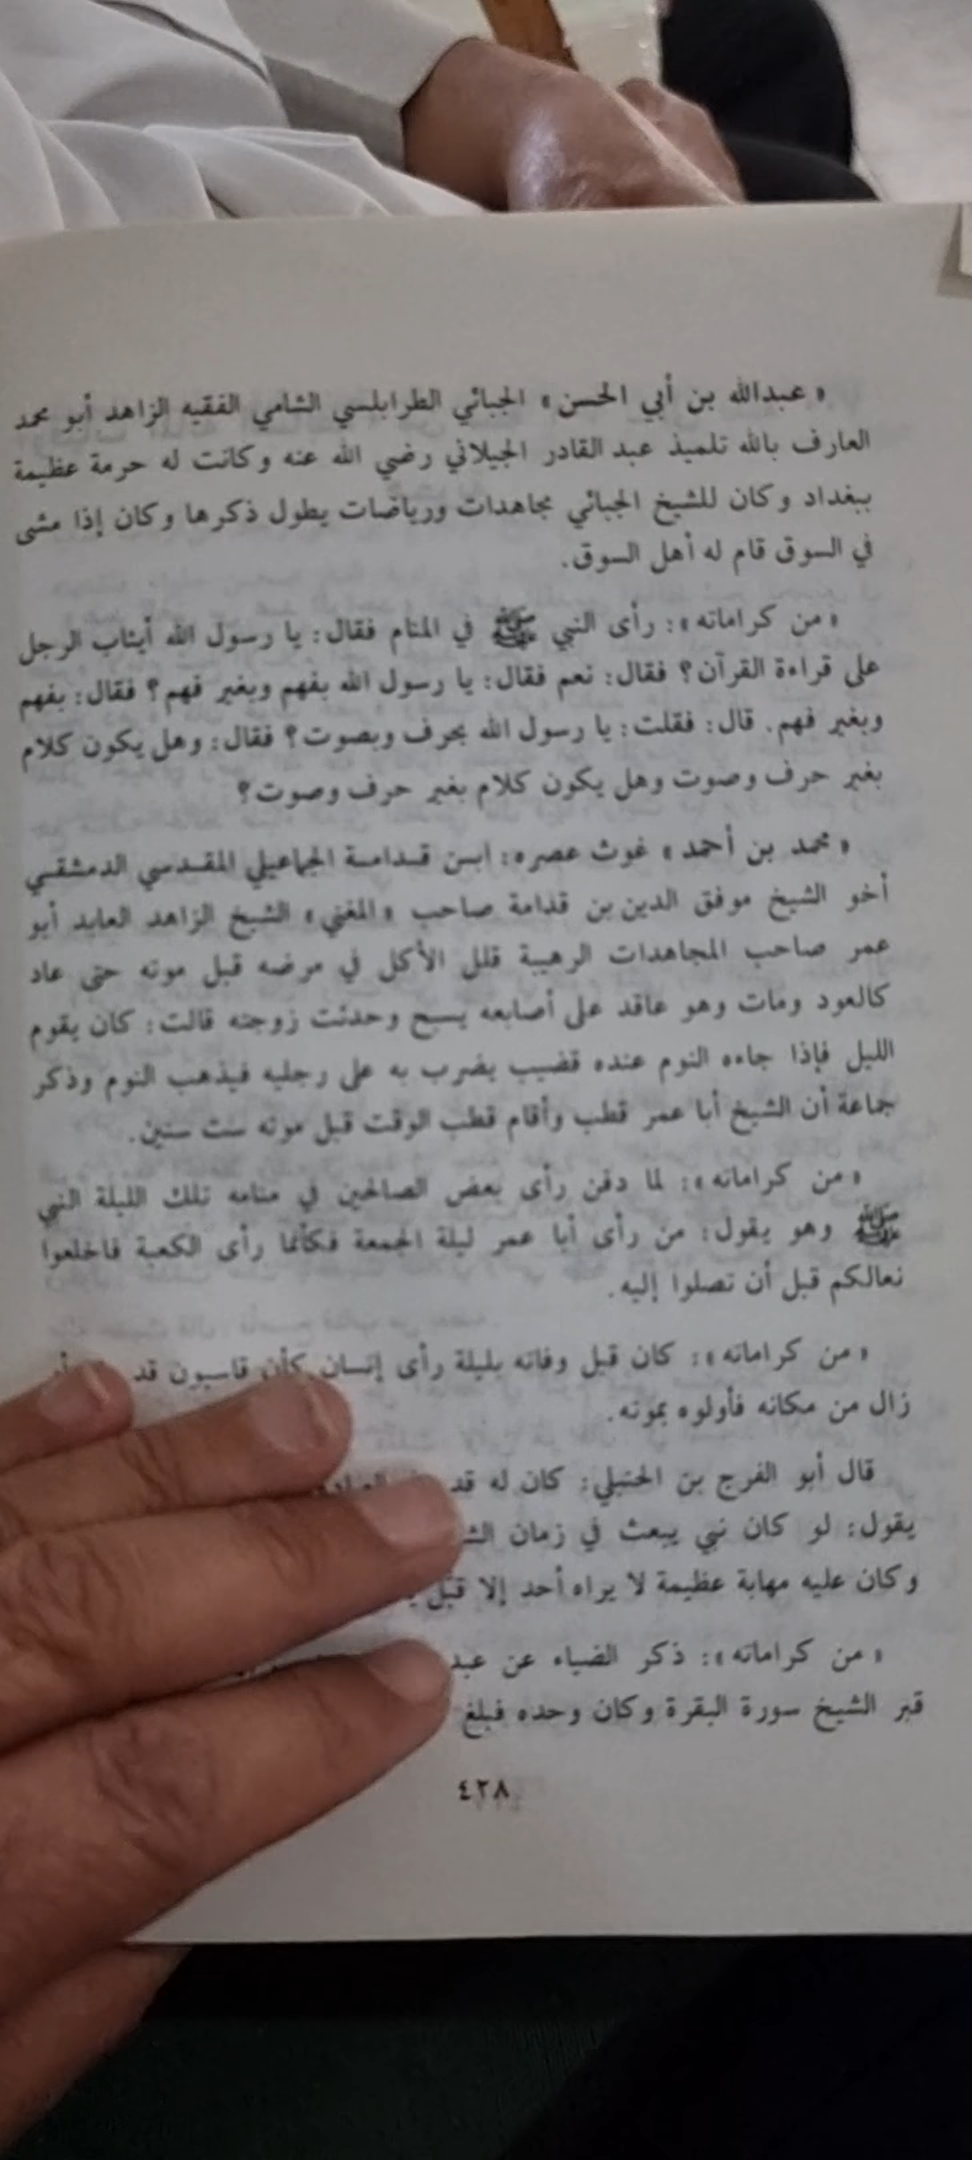 «عبدالله بن أبي الحسن» الجبائي الطرابلسي الشامي الفقيه الزاهد أبو محمد
العارف بالله تلميذ عبد القادر الجيلاني رضي الله عنه وكانت له حرمة عظيمة
ببغداد وكان للشيخ الجبائي مجاهدات ورياضات يطول ذكرها وكان إذا مشى
في السوق قام له أهل السوق.
«من كراماته»: رأى النبي ﷺ في المنام فقال: يا رسول الله أيثاب الرجل
على قراءة القرآن؟ فقال: نعم فقال: يا رسول الله بفهم وبغير فهم؟ فقال: بفهم
وبغير فهم. قال: فقلت: يا رسول الله بحرف وبصوت؟ فقال: وهل يكون كلام
بغير حرف وصوت وهل يكون كلام بغير حرف وصوت؟
«محمد بن أحمد» غوث عصره: ابن قدامة الجماعيلي المقدسي الدمشقي
أخو الشيخ موفق الدين بن قدامة صاحب «المغني» الشيخ الزاهد العابد أبو
عمر صاحب المجاهدات الرهيبة قلل الأكل في مرضه قبل موته حتى عاد
كالعود ومات وهو عاقد على أصابعه يسبح وحدثت زوجته قالت: كان يقوم
الليل فإذا جاءه النوم عنده قضيب يضرب به على رجليه فيذهب النوم وذكر
جماعة أن الشيخ أبا عمر قطب وأقام قطب الوقت قبل موته ست سنين.
«من كراماته»: لما دفن رأى بعض الصالحين في منامه تلك الليلة النبي
ﷺ وهو يقول: من رأى أبا عمر ليلة الجمعة فكأنما رأى الكعبة فاخلعوا
نعالكم قبل أن تصلوا إليه.
«من كراماته»: كان قبل وفاته بليلة رأى إنسان كأن قاسيون قد
زال من مكانه فأولوه بموته.
قال أبو الفرج بن الحنبلي: كان له
يقول: لو كان نبي يبعث في زمان
وكان عليه مهابة عظيمة لا يراه أحد إلا قبل
«من كراماته»: ذكر الضياء عن
قبر الشيخ سورة البقرة وكان وحده فبلغ
٤٢٨